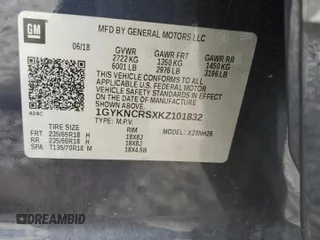 GM
MFD BY GENERAL MOTORS LLC
06/18 GVWR GAWR FRT GAWR RR
2722 KG 1350 KG 1450 KG
6001 LB 2976 LB 3196 LB
THIS VEHICLE CONFORMS TO ALL APPLICABLE U.S. FEDERAL MOTOR VEHICLE SAFETY STANDARDS IN EFFECT ON THE DATE OF MANUFACTURE SHOWN ABOVE.
1GYKNCRSXKZ101832
424C TYPE: M.P.V. MODEL: X26NH26
TIRE SIZE RIM
FRT 235/65R18 H 18X8J
RR 235/65R18 H 18X8J
SPA T135/70R18 M 18X4.5B
DREAMBID